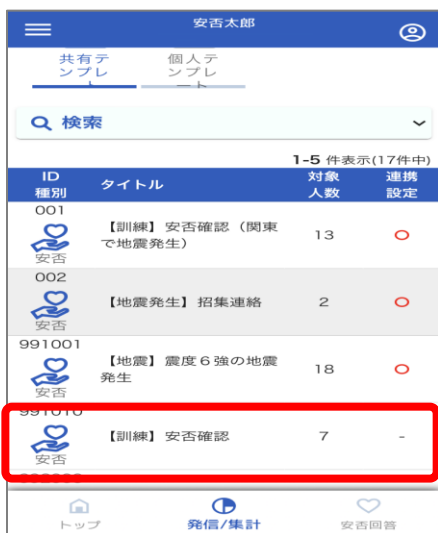 安否太郎
共有テ
ンプレ
ート
個人テ
ンプレ
ート
検索
1-5 件表示(17件中)
ID
種別
タイトル
対象
人数
連携
設定
001
安否
【訓練】安否確認（関東
で地震発生）
13
○
002
安否
【地震発生】招集連絡
2
○
991001
安否
【地震】震度６強の地震
発生
18
○
991010
安否
【訓練】安否確認
7
-
トップ
発信/集計
安否回答